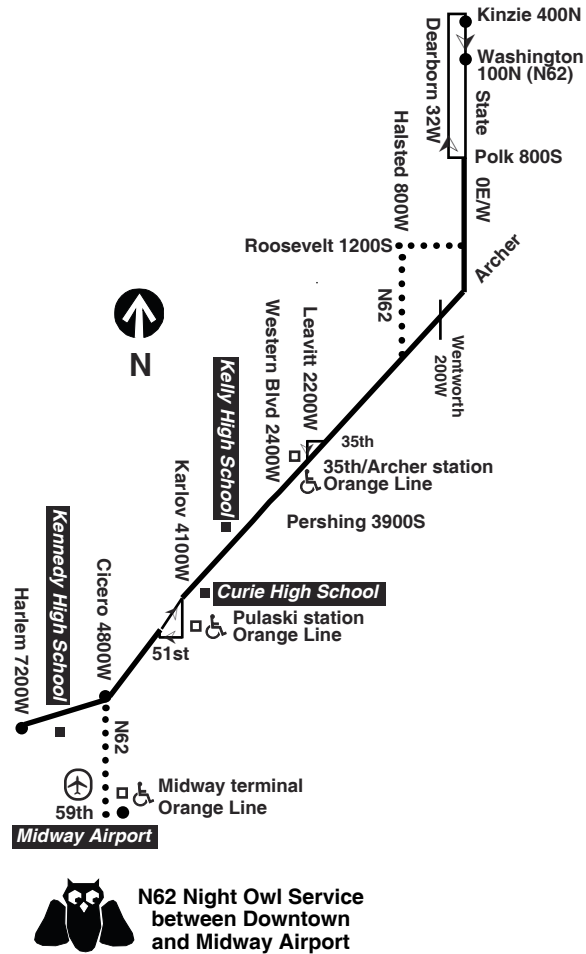 Kinzie 400N
Washington
100N (N62)
Dearborn 32W
State
Polk 800S
0E/W
Halsted 800W
Roosevelt 1200S
Archer
N62
Wentworth
200W
N
Western Blvd 2400W
Leavitt 2200W
35th
35th/Archer station
Orange Line
Kelly High School
Pershing 3900S
Karlov 4100W
Curie High School
Pulaski station
Orange Line
51st
Kennedy High School
Cicero 4800W
Harlem 7200W
N62
Midway terminal
Orange Line
59th
Midway Airport
N62 Night Owl Service
between Downtown
and Midway Airport